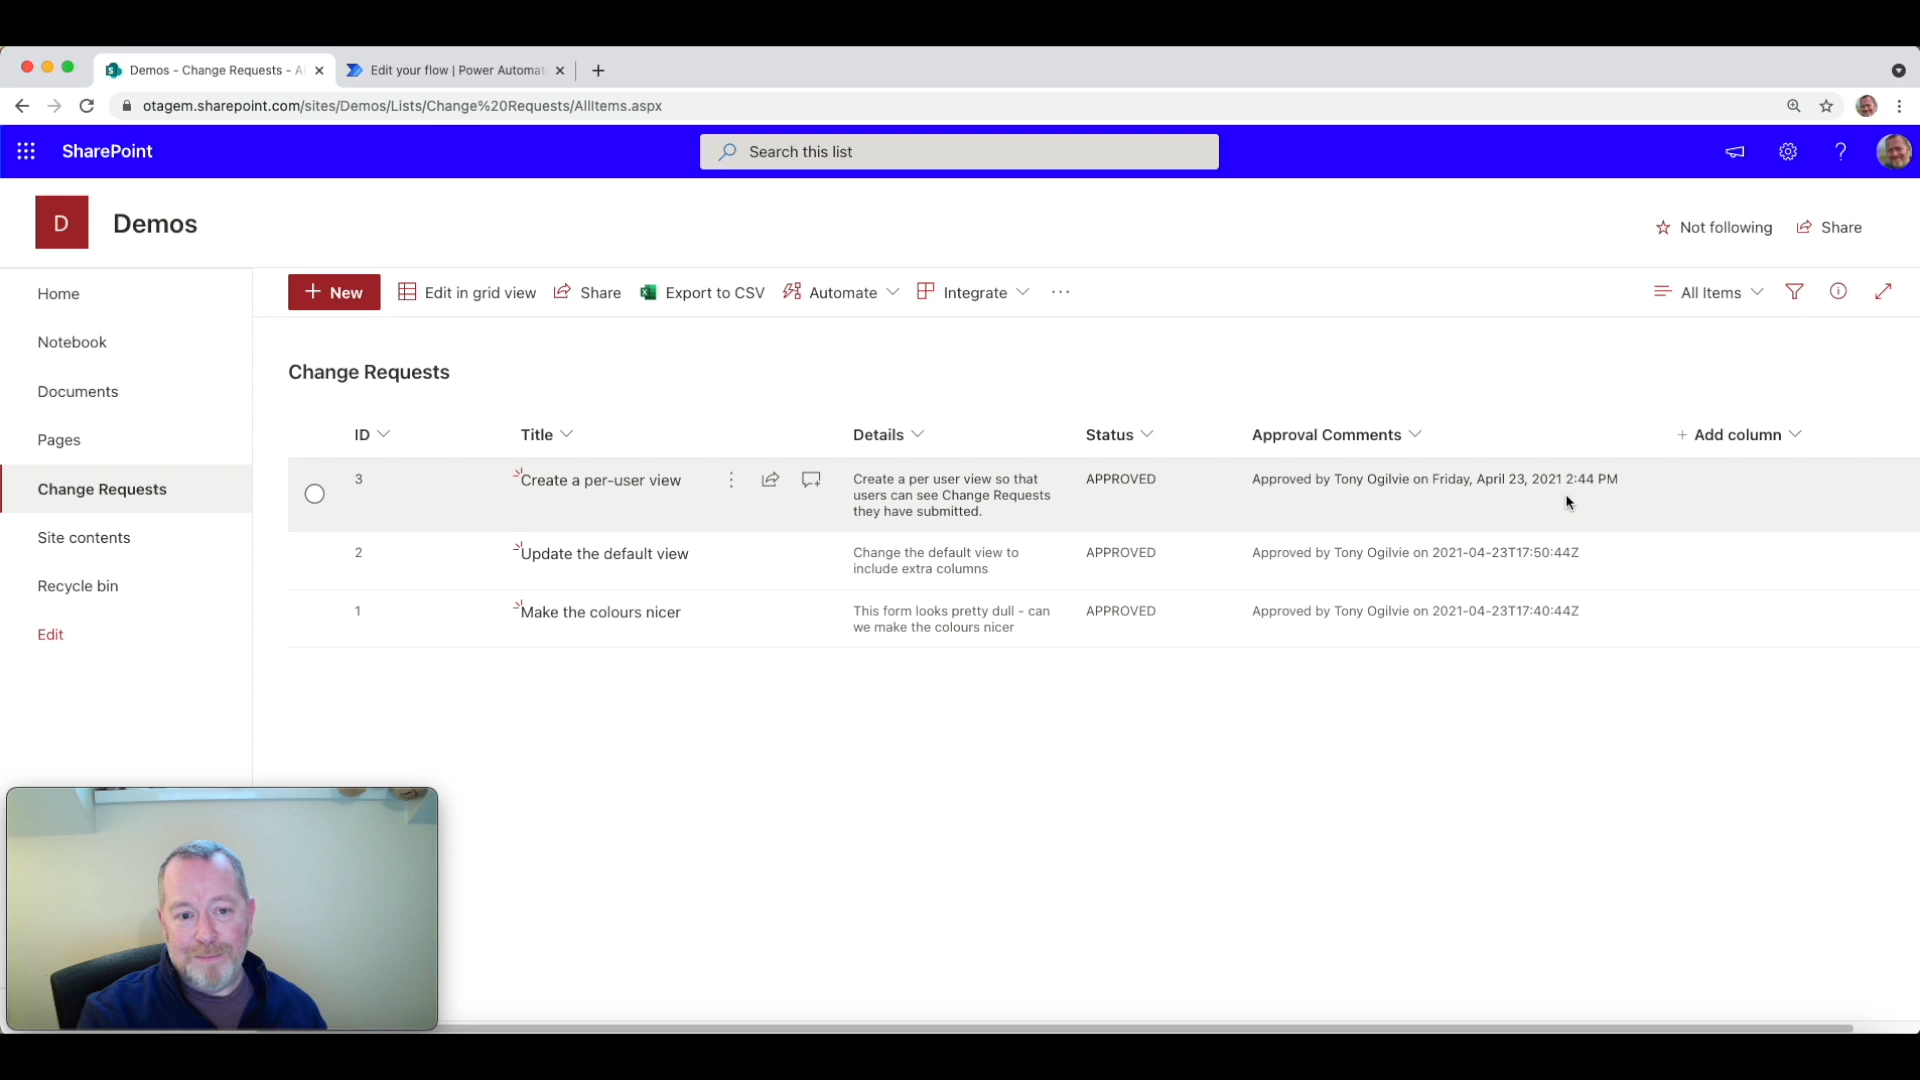 Demos - Change Requests - Al
Edit your flow | Power Automat
otagem.sharepoint.com/sites/Demos/Lists/Change%20Requests/AllItems.aspx
SharePoint
Search this list
D
Demos
Not following
Share
Home
Notebook
Documents
Pages
Change Requests
Site contents
Recycle bin
Edit
+ New
Edit in grid view
Share
Export to CSV
Automate
Integrate
...
All Items
Change Requests
ID
Title
Details
Status
Approval Comments
+ Add column
3
Create a per-user view
Create a per user view so that
users can see Change Requests
they have submitted.
APPROVED
Approved by Tony Ogilvie on Friday, April 23, 2021 2:44 PM
2
Update the default view
Change the default view to
include extra columns
APPROVED
Approved by Tony Ogilvie on 2021-04-23T17:50:44Z
1
Make the colours nicer
This form looks pretty dull - can
we make the colours nicer
APPROVED
Approved by Tony Ogilvie on 2021-04-23T17:40:44Z